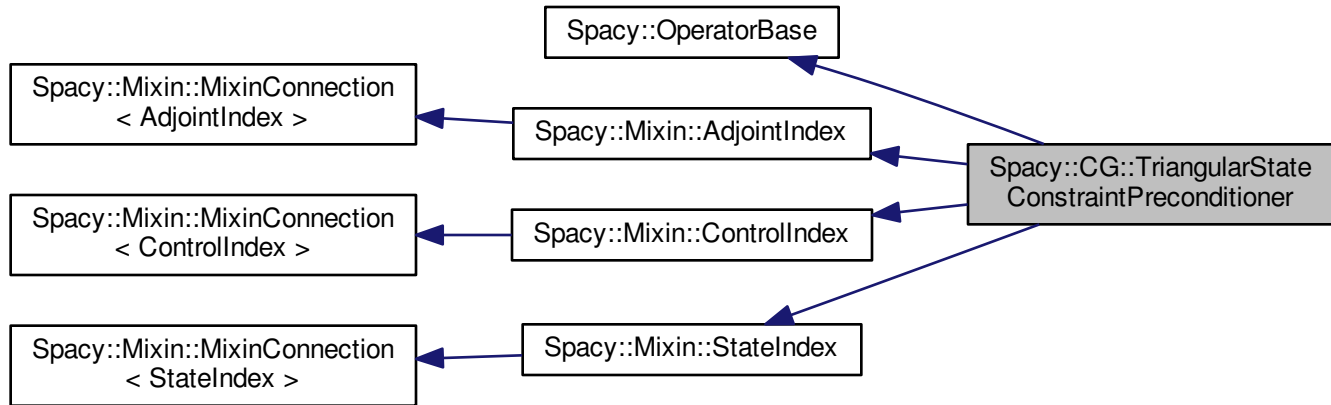 Spacy::OperatorBase
Spacy::Mixin::MixinConnection
< AdjointIndex >
Spacy::Mixin::AdjointIndex
Spacy::CG::TriangularState
ConstraintPreconditioner
Spacy::Mixin::MixinConnection
< ControlIndex >
Spacy::Mixin::ControlIndex
Spacy::Mixin::MixinConnection
< StateIndex >
Spacy::Mixin::StateIndex